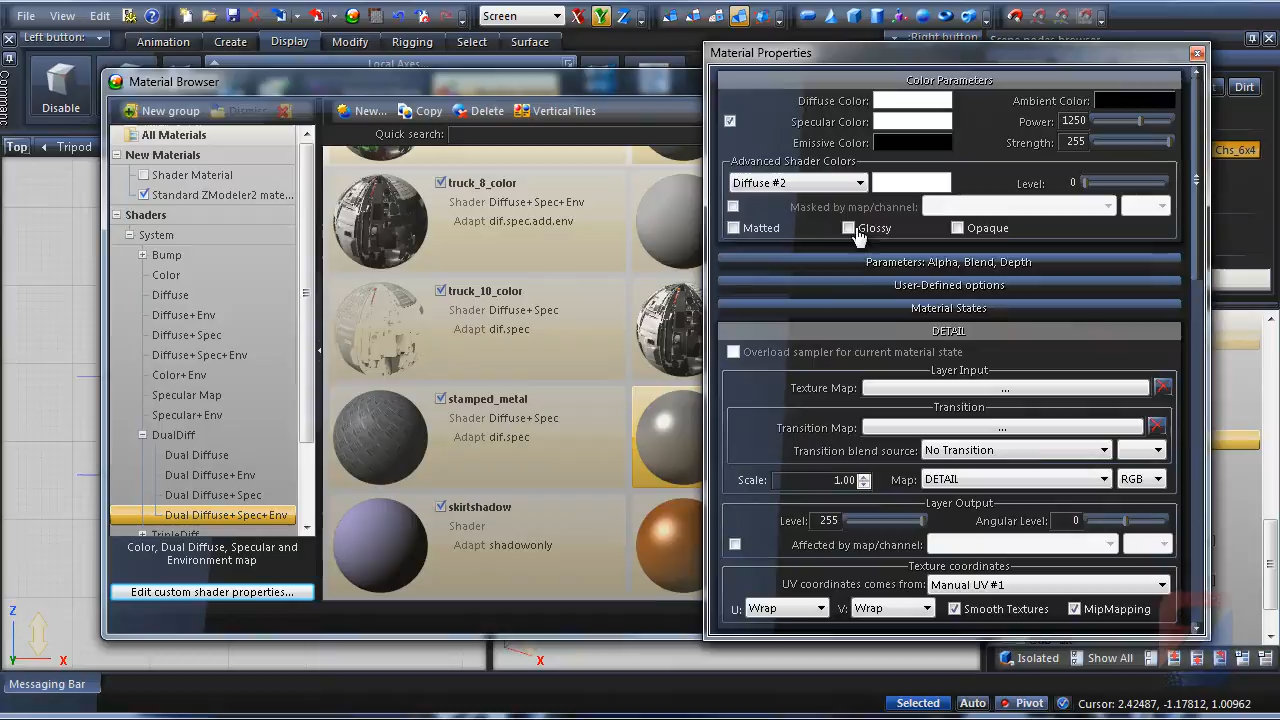 File View Edit Screen X Y Z
Left button: Right button
Animation Create Display Modify Rigging Select Surface
Local Axes
Disable
Dirt
Top Tripod
Chs_6x4
Material Browser
New group Dismiss
New... Copy Delete Vertical Tiles
Quick search:
All Materials
New Materials
Shader Material
Standard ZModeler2 mate...
Shaders
System
Bump
Color
Diffuse
Diffuse+Env
Diffuse+Spec
Diffuse+Spec+Env
Color+Env
Specular Map
Specular+Env
DualDiff
Dual Diffuse
Dual Diffuse+Env
Dual Diffuse+Spec
Dual Diffuse+Spec+Env
TripleDiff
Color, Dual Diffuse, Specular and
Environment map
Edit custom shader properties...
truck_8_color
Shader Diffuse+Spec+Env
Adapt dif.spec.add.env
truck_10_color
Shader Diffuse+Spec
Adapt dif.spec
stamped_metal
Shader Diffuse+Spec
Adapt dif.spec
skirtshadow
Shader
Adapt shadowonly
Material Properties
Color Parameters
Diffuse Color: Ambient Color:
Specular Color: Power: 1250
Emissive Color: Strength: 255
Advanced Shader Colors
Diffuse #2 Level: 0
Masked by map/channel:
Matted Glossy Opaque
Parameters: Alpha, Blend, Depth
User-Defined options
Material States
DETAIL
Overload sampler for current material state
Layer Input
Texture Map: ...
Transition
Transition Map: ...
Transition blend source: No Transition
Scale: 1.00 Map: DETAIL RGB
Layer Output
Level: 255 Angular Level: 0
Affected by map/channel:
Texture coordinates
UV coordinates comes from: Manual UV #1
U: Wrap V: Wrap Smooth Textures MipMapping
Z
Y X
X
Isolated Show All
Messaging Bar
Selected Auto Pivot Cursor: 2.42487, -1.17812, 1.00962